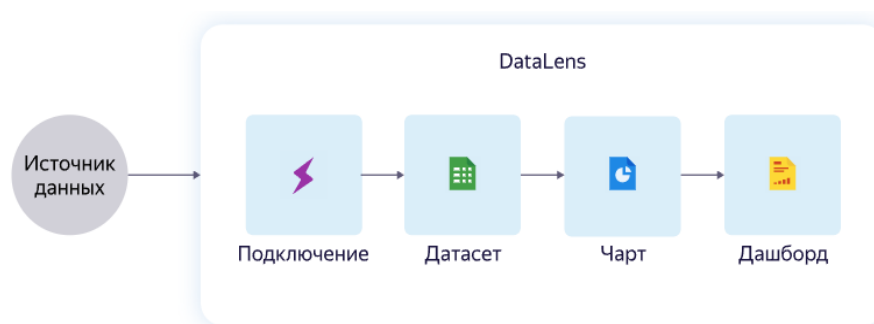 DataLens
Источник
данных
Подключение
Датасет
Чарт
Дашборд